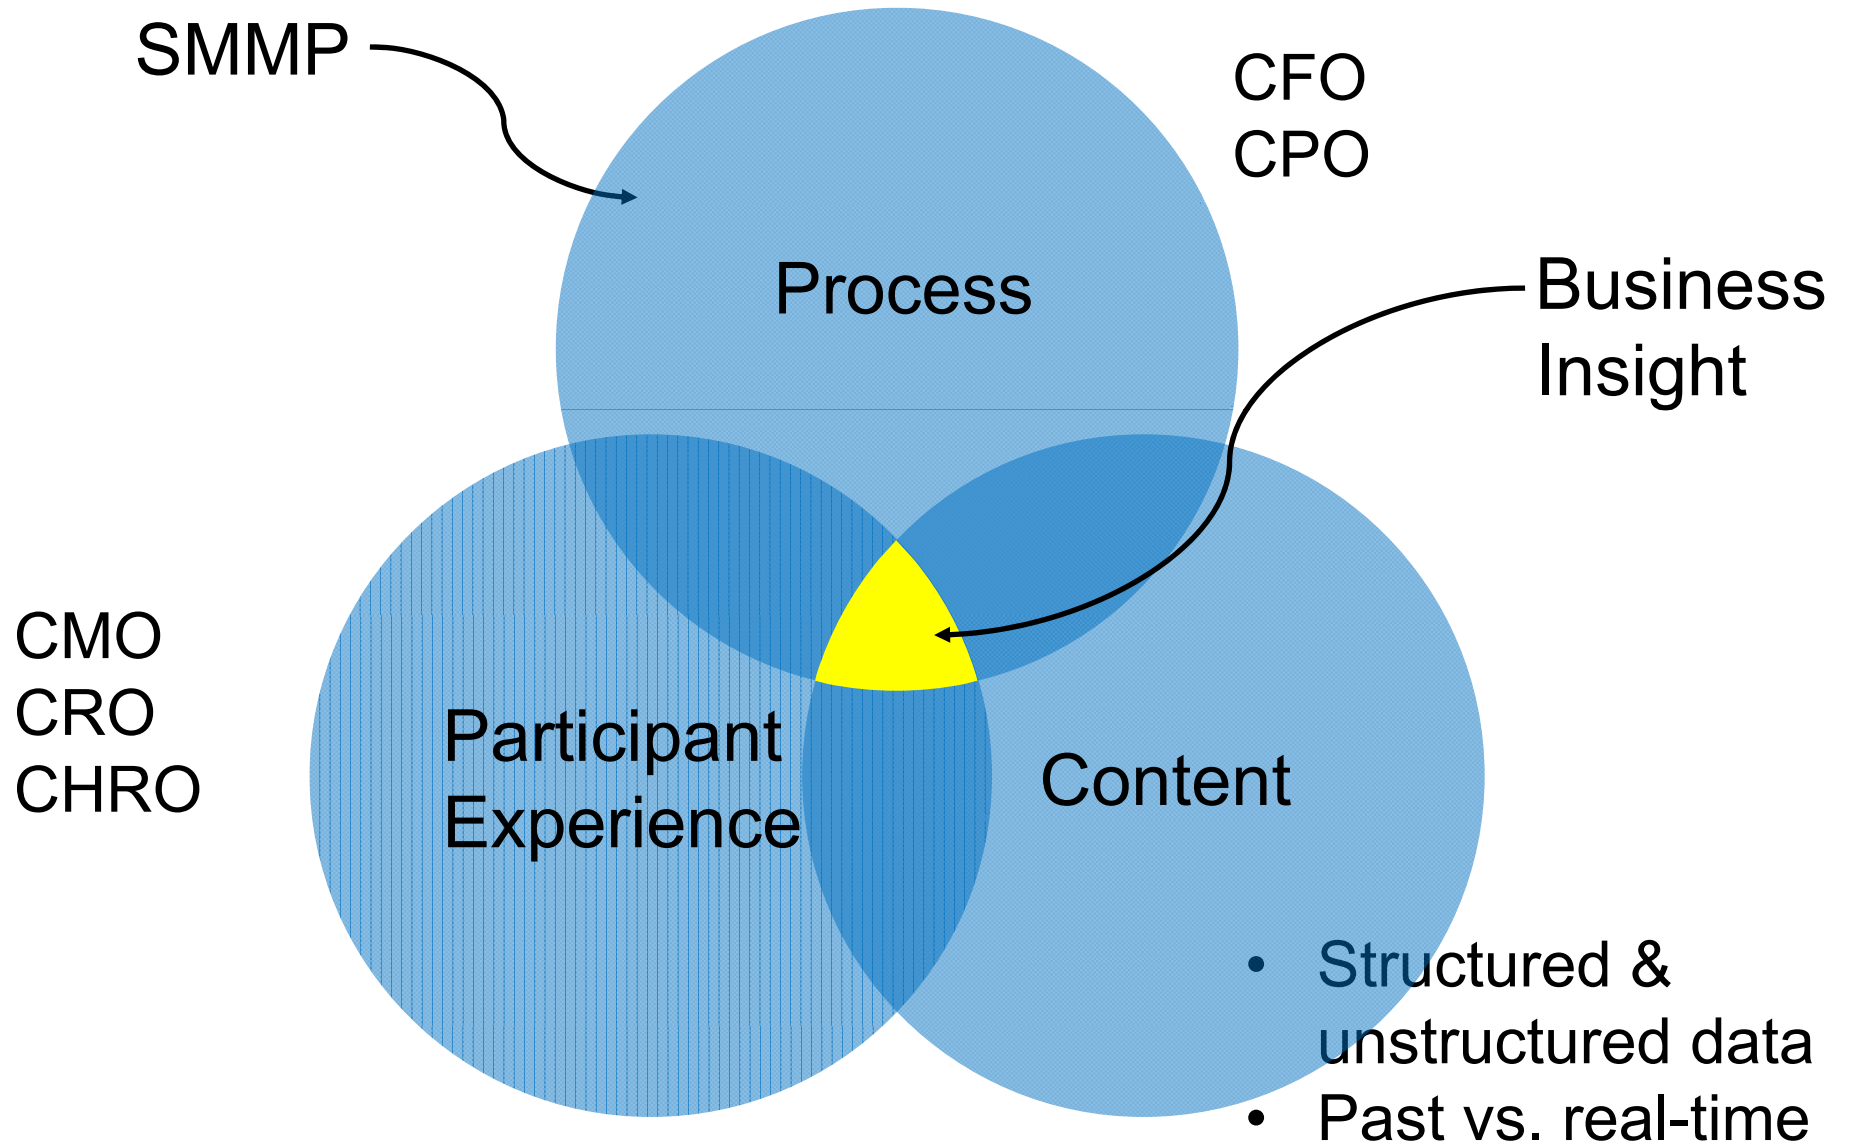 SMMP
CFO
CPO
Process
Business
Insight
CMO
CRO
CHRO
Participant
Experience
Content
• Structured &
unstructured data
• Past vs. real-time